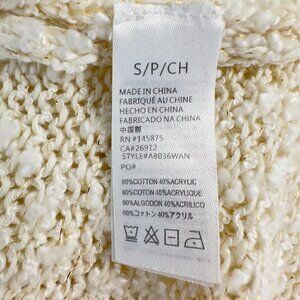 S/P/CH
MADE IN CHINA
FABRIQUÉ AU CHINE
HECHO EN CHINA
FABRICADO NA CHINA
中国製
RN #145875
CA#26912
STYLE#A8036WAN
PO#
60%COTTON 40%ACRYLIC
60%COTON 40%ACRYLIQUE
60%ALGODON 40%ACRILICO
60%コットン 40%アクリル